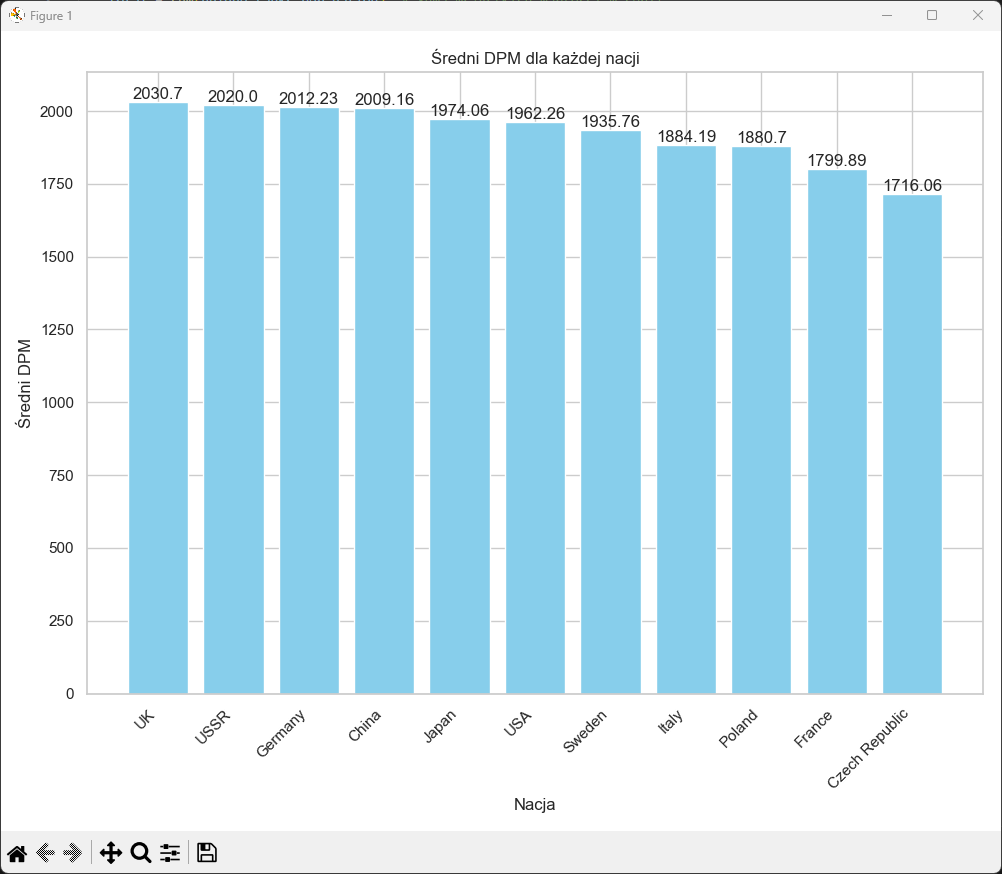 Figure 1
Średni DPM dla każdej nacji
2030.7 2020.0 2012.23 2009.16 1974.06 1962.26 1935.76 1884.19 1880.7 1799.89 1716.06
2000
1750
1500
1250
1000
750
500
250
0
Średni DPM
UK USSR Germany China Japan USA Sweden Italy Poland France Czech Republic
Nacja